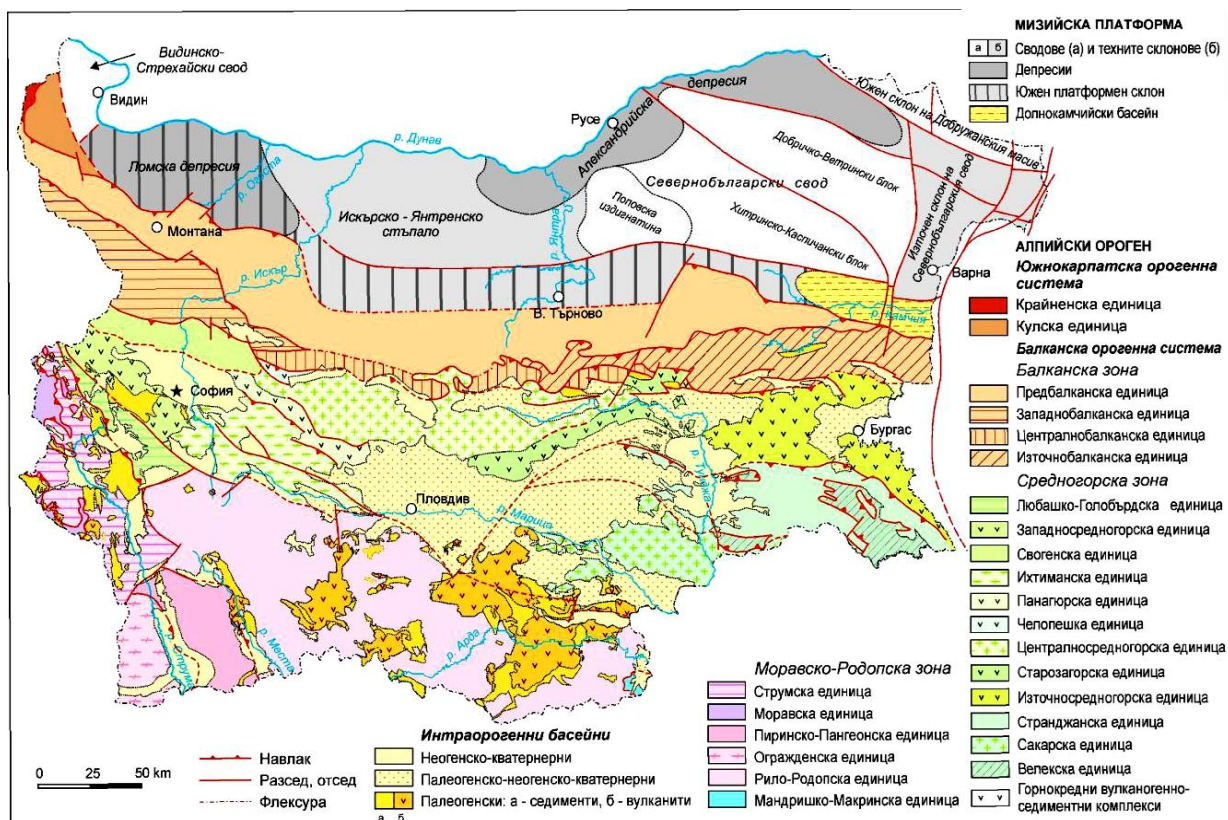 Видинско-
Стрехайски свод
Видин
Ломска депресия
р. Огоста
Монтана
р. Искър
р. Дунав
Искърско - Янтренско
стъпало
р. Янтра
В. Търново
Русе
Александрийска
депресия
Поповска
издигнатина
Севернобългарски свод
Добричко-Ветрински блок
Хитринско-Каспичански блок
Южен склон на Добруджанския масив
Източен склон на
Севернобългарския свод
Варна
р. Камчия
София
Пловдив
р. Марица
р. Тунджа
Бургас
р. Арда
р. Места
р. Струма
МИЗИЙСКА ПЛАТФОРМА
а б Сводове (а) и техните склонове (б)
Депресии
Южен платформен склон
Долнокамчийски басейн
АЛПИЙСКИ ОРОГЕН
Южнокарпатска орогенна
система
Крайненска единица
Кулска единица
Балканска орогенна система
Балканска зона
Предбалканска единица
Западнобалканска единица
Централнобалканска единица
Източнобалканска единица
Средногорска зона
Любашко-Голобърдска единица
Западносредногорска единица
Свогенска единица
Ихтиманска единица
Панагюрска единица
Челопешка единица
Централносредногорска единица
Старозагорска единица
Източносредногорска единица
Странджанска единица
Сакарска единица
Велекска единица
Горнокредни вулканогенно-
седиментни комплекси
Моравско-Родопска зона
Струмска единица
Моравска единица
Пиринско-Пангеонска единица
Огражденска единица
Рило-Родопска единица
Мандришко-Макринска единица
Интраорогенни басейни
Неогенско-кватернерни
Палеогенско-неогенско-кватернерни
Палеогенски: а - седименти, б - вулканити
а б
Навлак
Разсед, отсед
Флексура
0 25 50 km